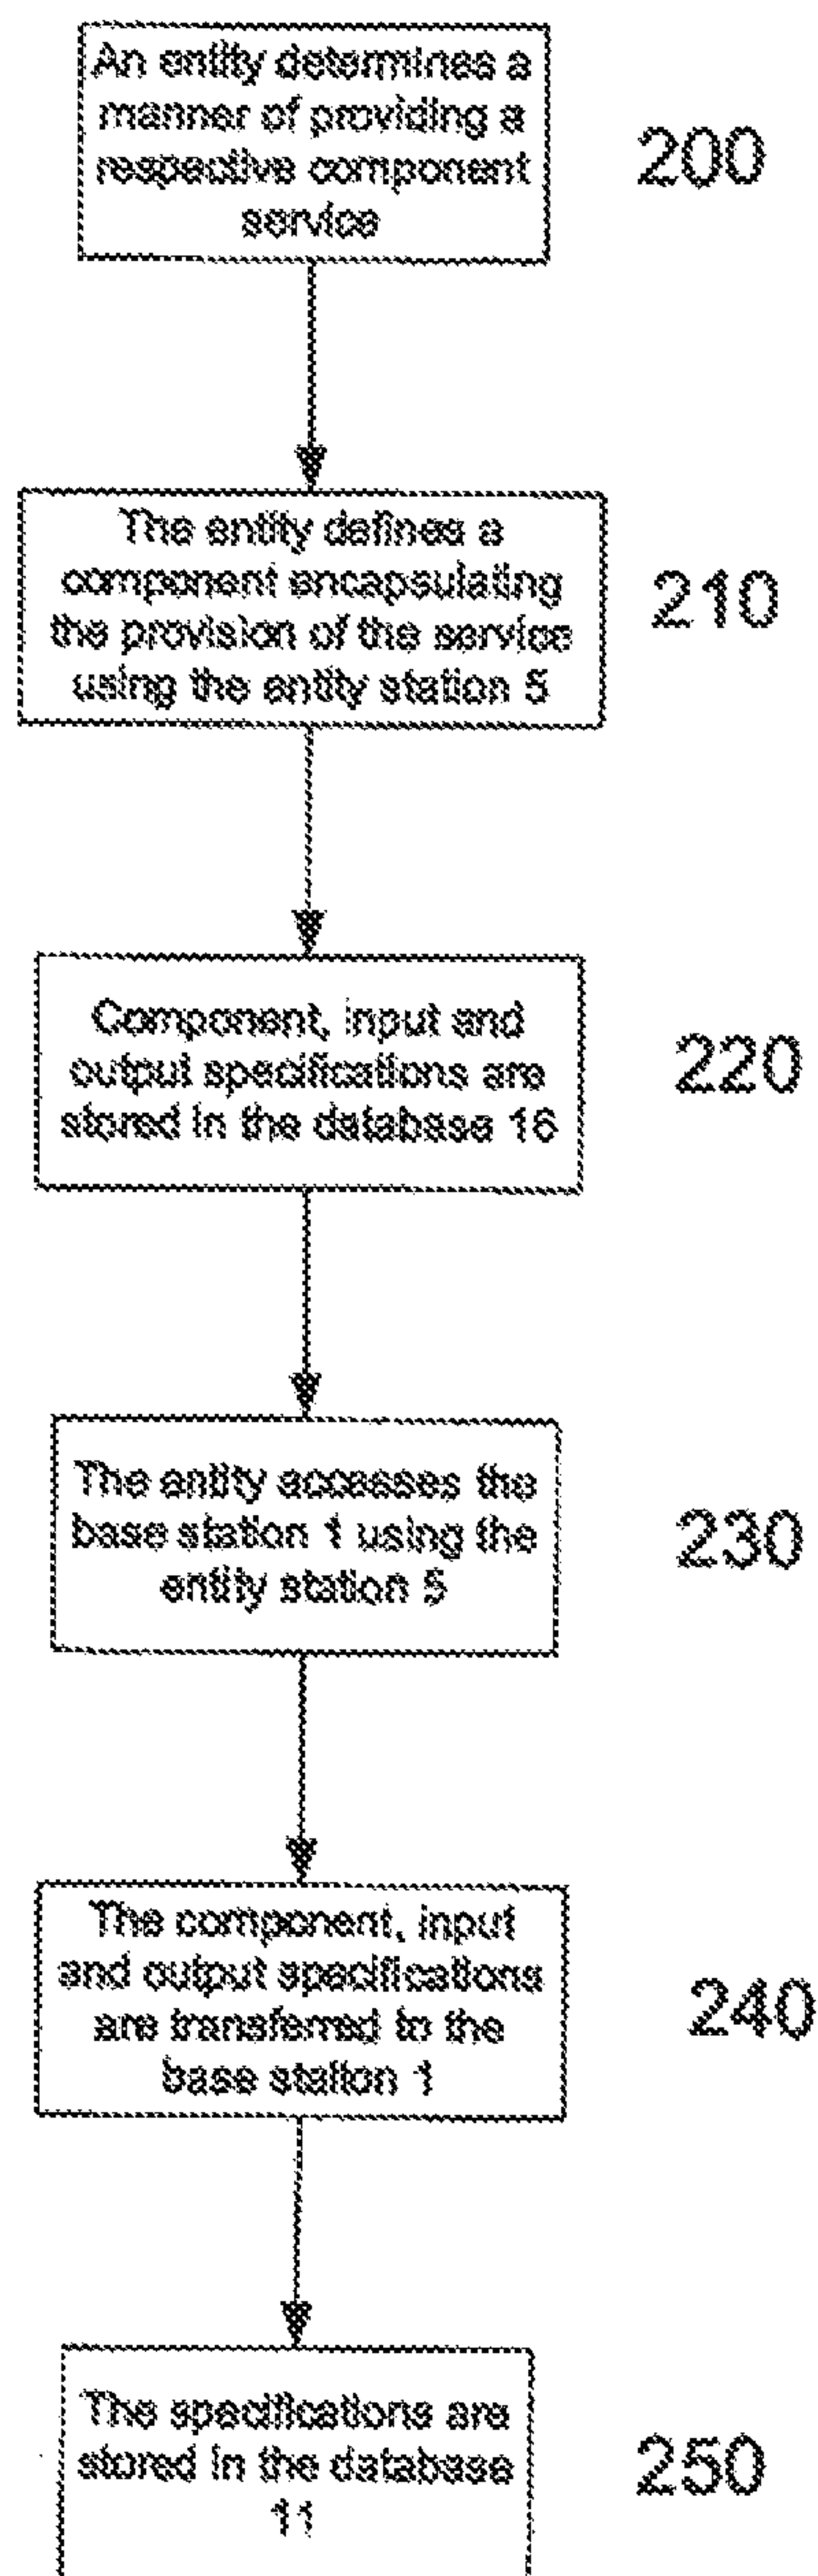 An entity determines a
manner of providing a
respective component
service
200
The entity defines a
component encapsulating
the provision of the service
using the entity station 5
210
Component, input and
output specifications are
stored in the database 16
220
The entity accesses the
base station 1 using the
entity station 5
230
The component, input
and output specifications
are transferred to the
base station 1
240
The specifications are
stored in the database
11
250